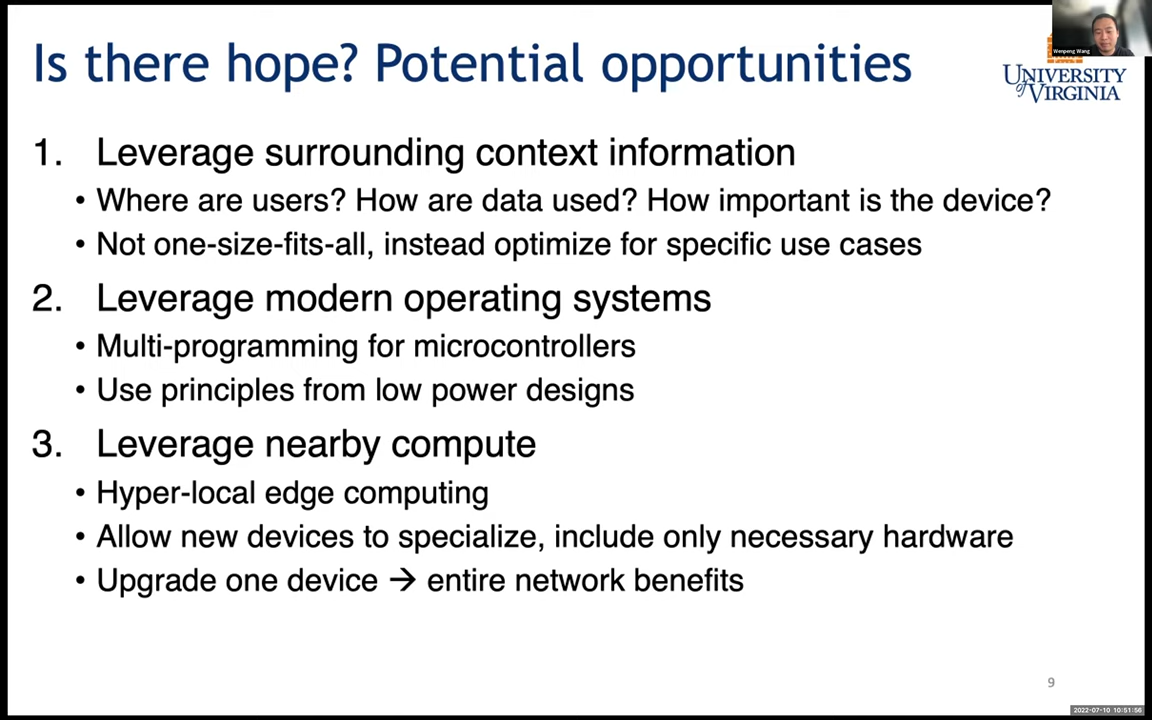 Is there hope? Potential opportunities
Wenpeng Wang
UNIVERSITY
of VIRGINIA
1. Leverage surrounding context information
• Where are users? How are data used? How important is the device?
• Not one-size-fits-all, instead optimize for specific use cases
2. Leverage modern operating systems
• Multi-programming for microcontrollers
• Use principles from low power designs
3. Leverage nearby compute
• Hyper-local edge computing
• Allow new devices to specialize, include only necessary hardware
• Upgrade one device → entire network benefits
9
2022-07-10 10:51:56